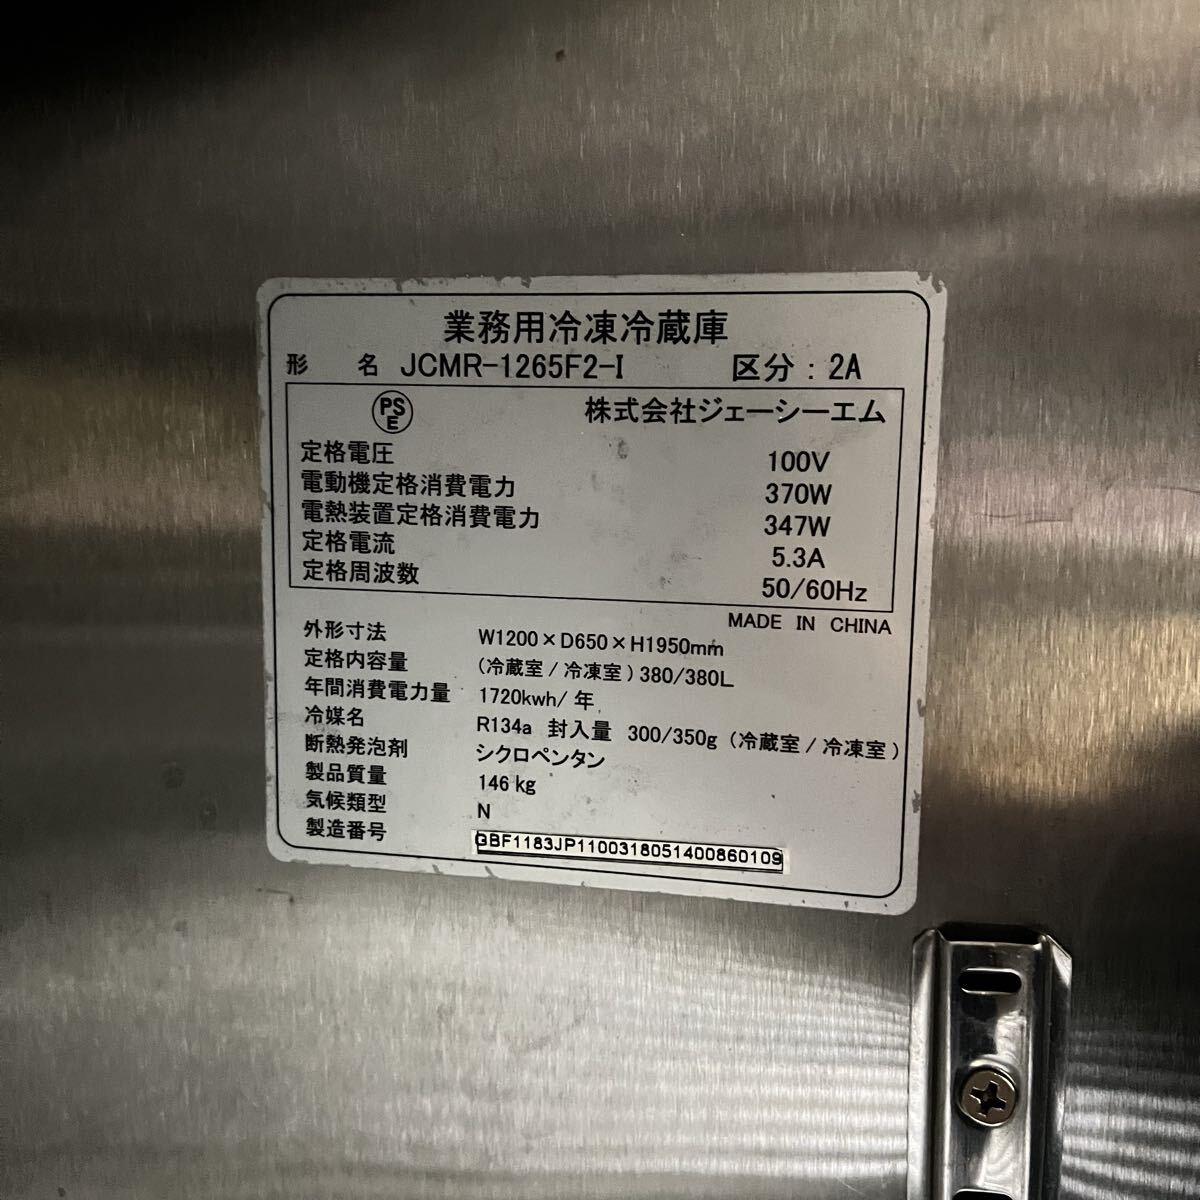 業務用冷凍冷蔵庫
形 名 JCMR-1265F2-I 区分：2A
PSE 株式会社ジェーシーエム
定格電圧 100V
電動機定格消費電力 370W
電熱装置定格消費電力 347W
定格電流 5.3A
定格周波数 50/60Hz
MADE IN CHINA
外形寸法 W1200×D650×H1950mm
定格内容量 (冷蔵室/冷凍室)380/380L
年間消費電力量 1720kwh/年
冷媒名 R134a 封入量 300/350g (冷蔵室/冷凍室)
断熱発泡剤 シクロペンタン
製品質量 146kg
気候類型 N
製造番号 GBF1183JP1100318051400860109